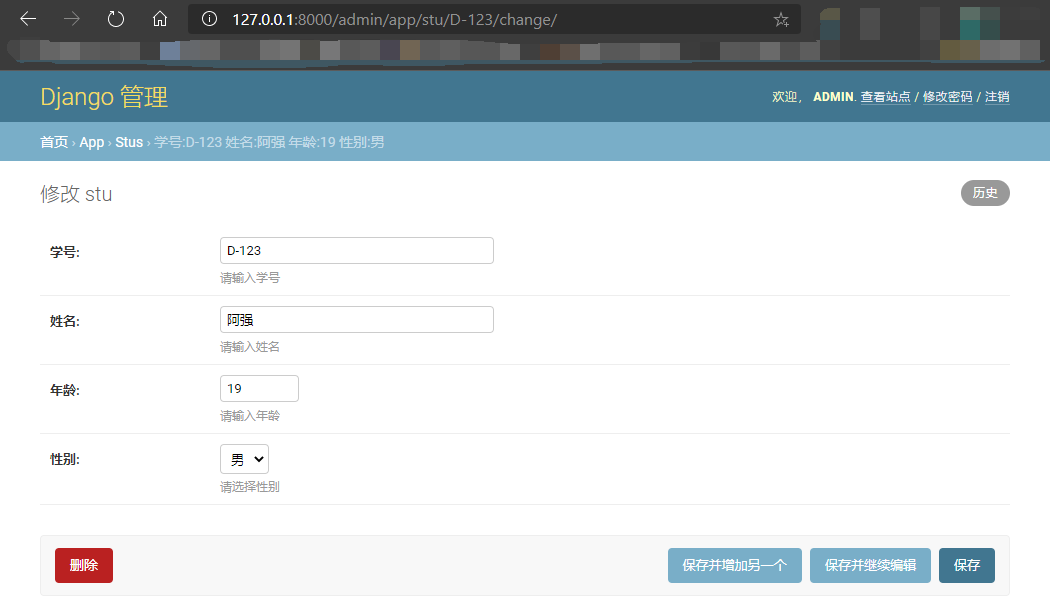 127.0.0.1:8000/admin/app/stu/D-123/change/
Django 管理
欢迎， ADMIN. 查看站点 / 修改密码 / 注销
首页 › App › Stus › 学号:D-123 姓名:阿强 年龄:19 性别:男
修改 stu
历史
学号:
D-123
请输入学号
姓名:
阿强
请输入姓名
年龄:
19
请输入年龄
性别:
男
请选择性别
删除
保存并增加另一个
保存并继续编辑
保存